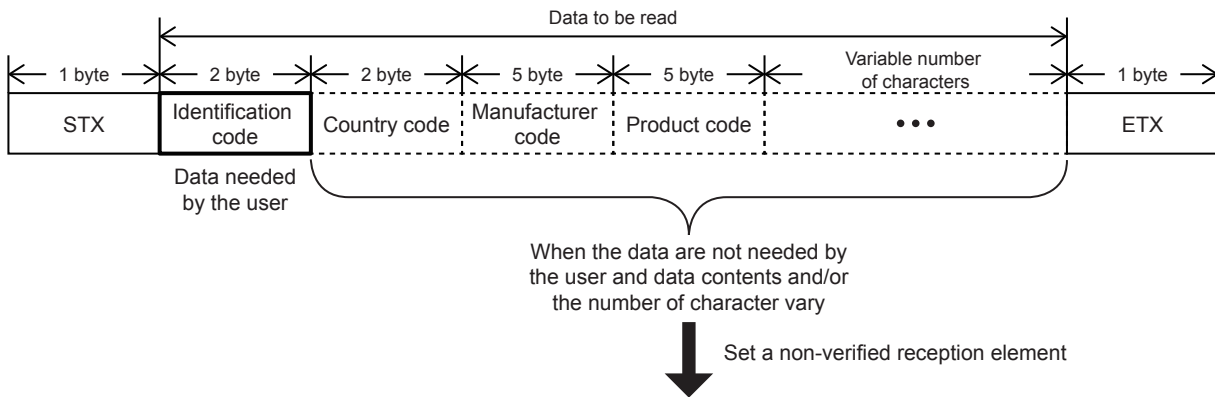 Data to be read
1 byte
2 byte
2 byte
5 byte
5 byte
Variable number
of characters
1 byte
STX
Identification
code
Country code
Manufacturer
code
Product code
•••
ETX
Data needed
by the user
When the data are not needed by
the user and data contents and/or
the number of character vary
Set a non-verified reception element